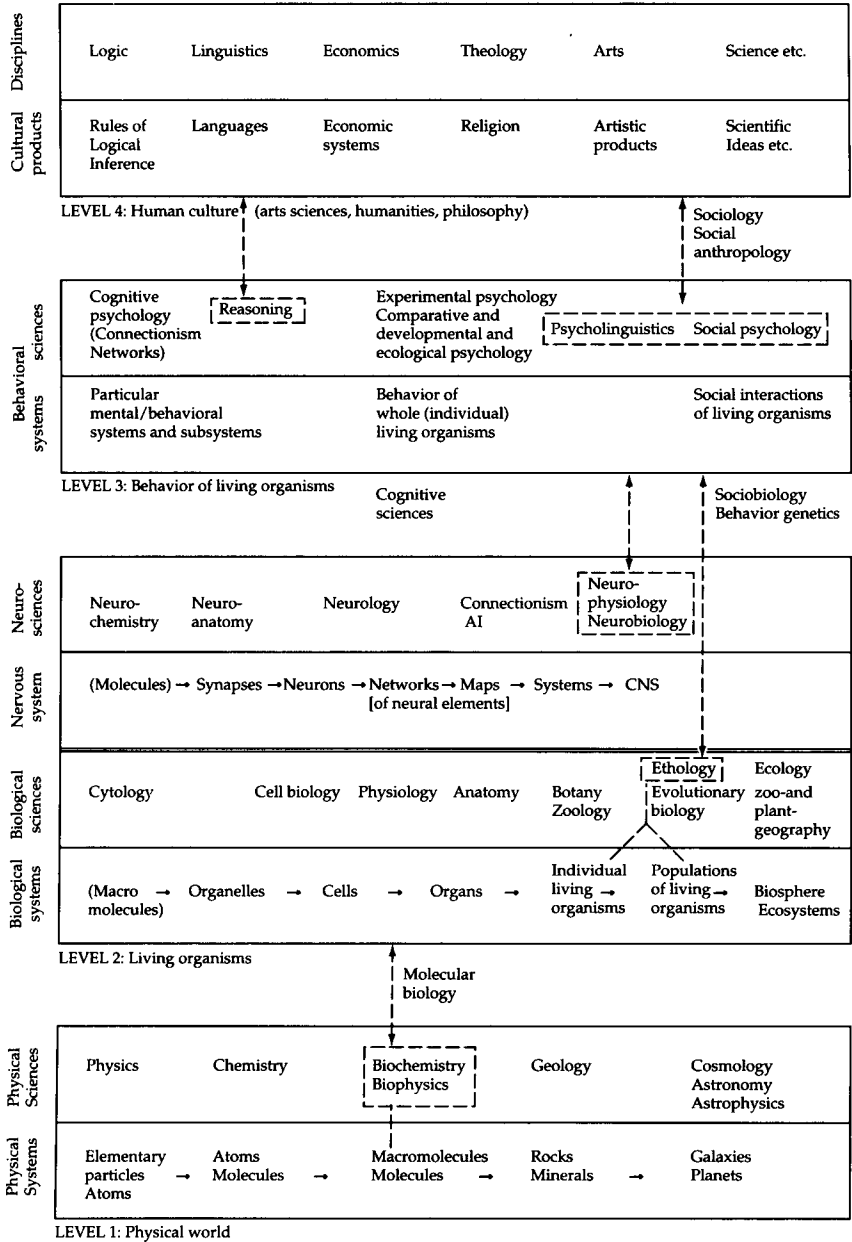 Disciplines
Logic Linguistics Economics Theology Arts Science etc.
Cultural products
Rules of Logical Inference
Languages
Economic systems
Religion
Artistic products
Scientific Ideas etc.
LEVEL 4: Human culture (arts sciences, humanities, philosophy)
Sociology
Social
anthropology
Behavioral sciences
Cognitive
psychology
(Connectionism
Networks)
Reasoning
Experimental psychology
Comparative and
developmental and
ecological psychology
Psycholinguistics Social psychology
Behavioral systems
Particular
mental/behavioral
systems and subsystems
Behavior of
whole (individual)
living organisms
Social interactions
of living organisms
LEVEL 3: Behavior of living organisms
Cognitive
sciences
Sociobiology
Behavior genetics
Neuro-
sciences
Neuro-
chemistry
Neuro-
anatomy
Neurology
Connectionism
AI
Neuro-
physiology
Neurobiology
Nervous system
(Molecules) → Synapses → Neurons → Networks → Maps → Systems → CNS
[of neural elements]
Biological sciences
Cytology
Cell biology
Physiology
Anatomy
Botany
Zoology
Ethology
Evolutionary
biology
Ecology
zoo-and
plant-
geography
Biological systems
(Macro
molecules)
→ Organelles → Cells → Organs →
Individual
living →
organisms
Populations
of living →
organisms
Biosphere
Ecosystems
LEVEL 2: Living organisms
Molecular
biology
Physical Sciences
Physics
Chemistry
Biochemistry
Biophysics
Geology
Cosmology
Astronomy
Astrophysics
Physical Systems
Elementary
particles →
Atoms
Atoms
Molecules →
Macromolecules
Molecules →
Rocks
Minerals →
Galaxies
Planets
LEVEL 1: Physical world